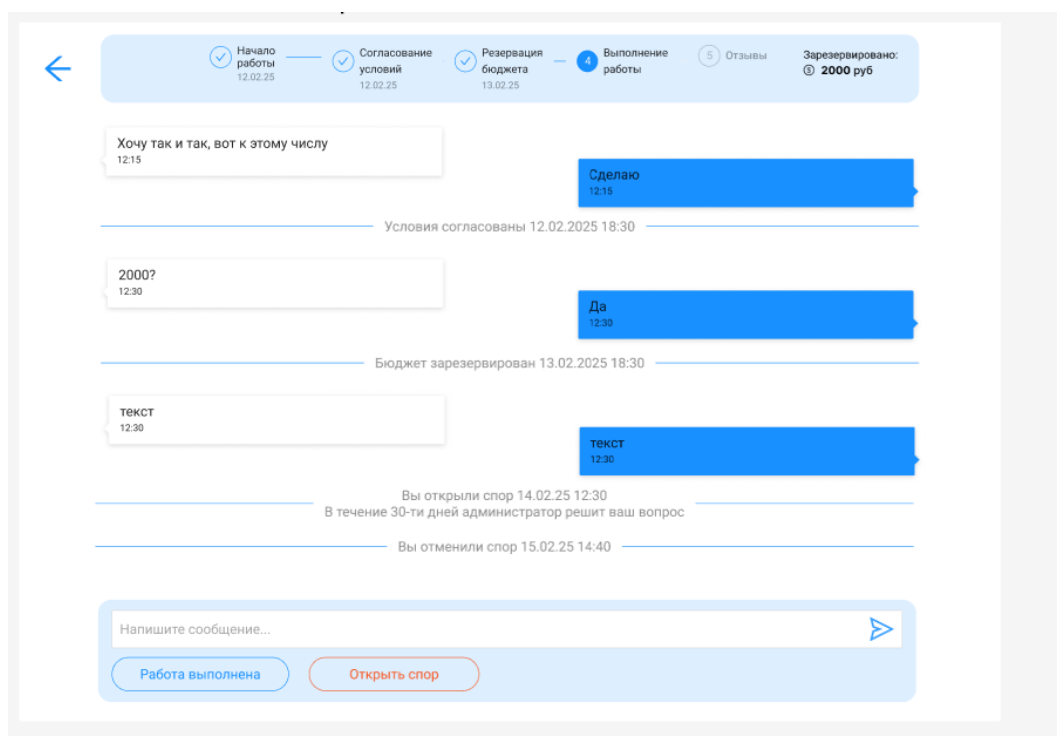 Начало
работы
12.02.25
Согласование
условий
12.02.25
Резервация
бюджета
13.02.25
4
Выполнение
работы
5 Отзывы
Зарезервировано:
2000 руб
Хочу так и так, вот к этому числу
12:15
Сделаю
12:15
Условия согласованы 12.02.2025 18:30
2000?
12:30
Да
12:30
Бюджет зарезервирован 13.02.2025 18:30
текст
12:30
текст
12:30
Вы открыли спор 14.02.25 12:30
В течение 30-ти дней администратор решит ваш вопрос
Вы отменили спор 15.02.25 14:40
Напишите сообщение...
Работа выполнена
Открыть спор